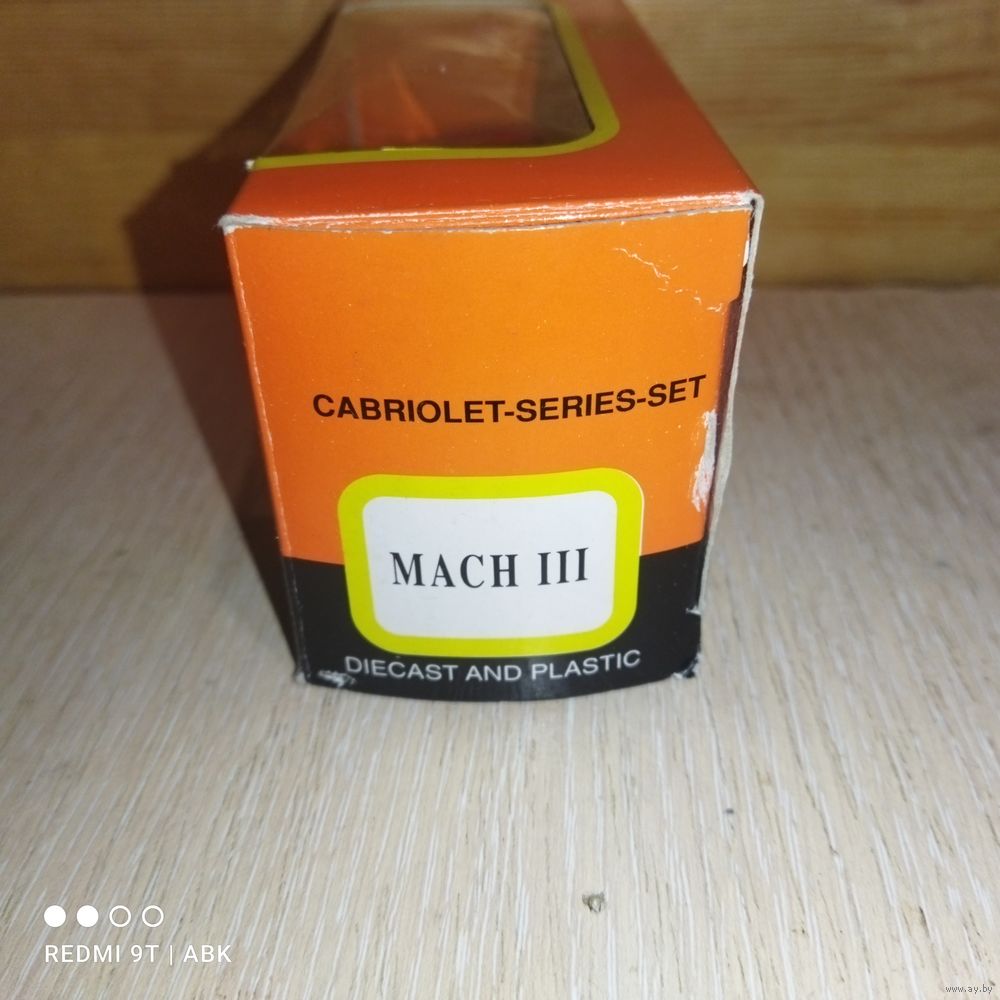 CABRIOLET-SERIES-SET
MACH III
DIECAST AND PLASTIC
REDMI 9T | ABK
www.ay.by